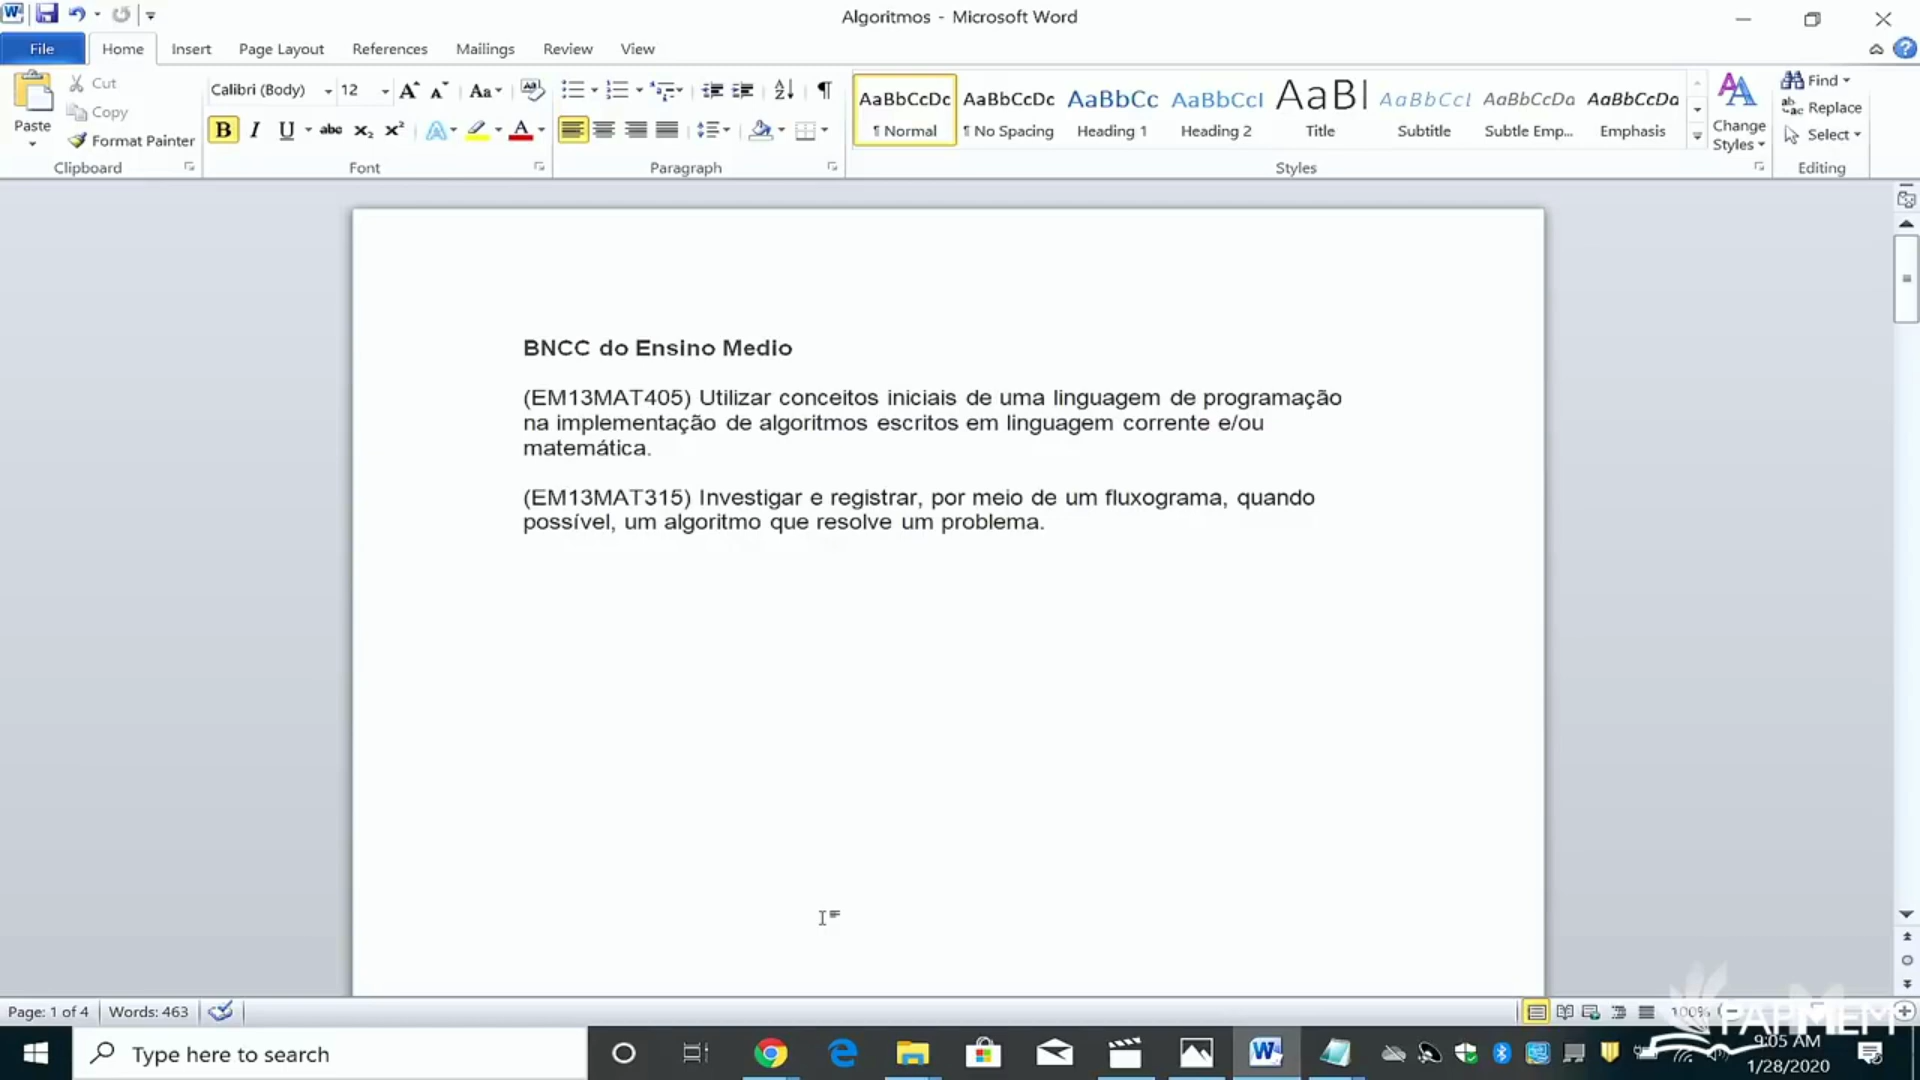 Algoritmos - Microsoft Word
File Home Insert Page Layout References Mailings Review View
Paste
Cut
Copy
Format Painter
Clipboard
Calibri (Body) 12
Font
Paragraph
AaBbCcDc AaBbCcDc AaBbCc AaBbCcI AaBI AaBbCcI AaBbCcDa AaBbCcDa
¶ Normal ¶ No Spacing Heading 1 Heading 2 Title Subtitle Subtle Emp... Emphasis
Styles
Change
Styles
Find
Replace
Select
Editing
BNCC do Ensino Medio
(EM13MAT405) Utilizar conceitos iniciais de uma linguagem de programação
na implementação de algoritmos escritos em linguagem corrente e/ou
matemática.
(EM13MAT315) Investigar e registrar, por meio de um fluxograma, quando
possível, um algoritmo que resolve um problema.
Page: 1 of 4 Words: 463
100%
PAPMEM
Type here to search
9:05 AM
1/28/2020